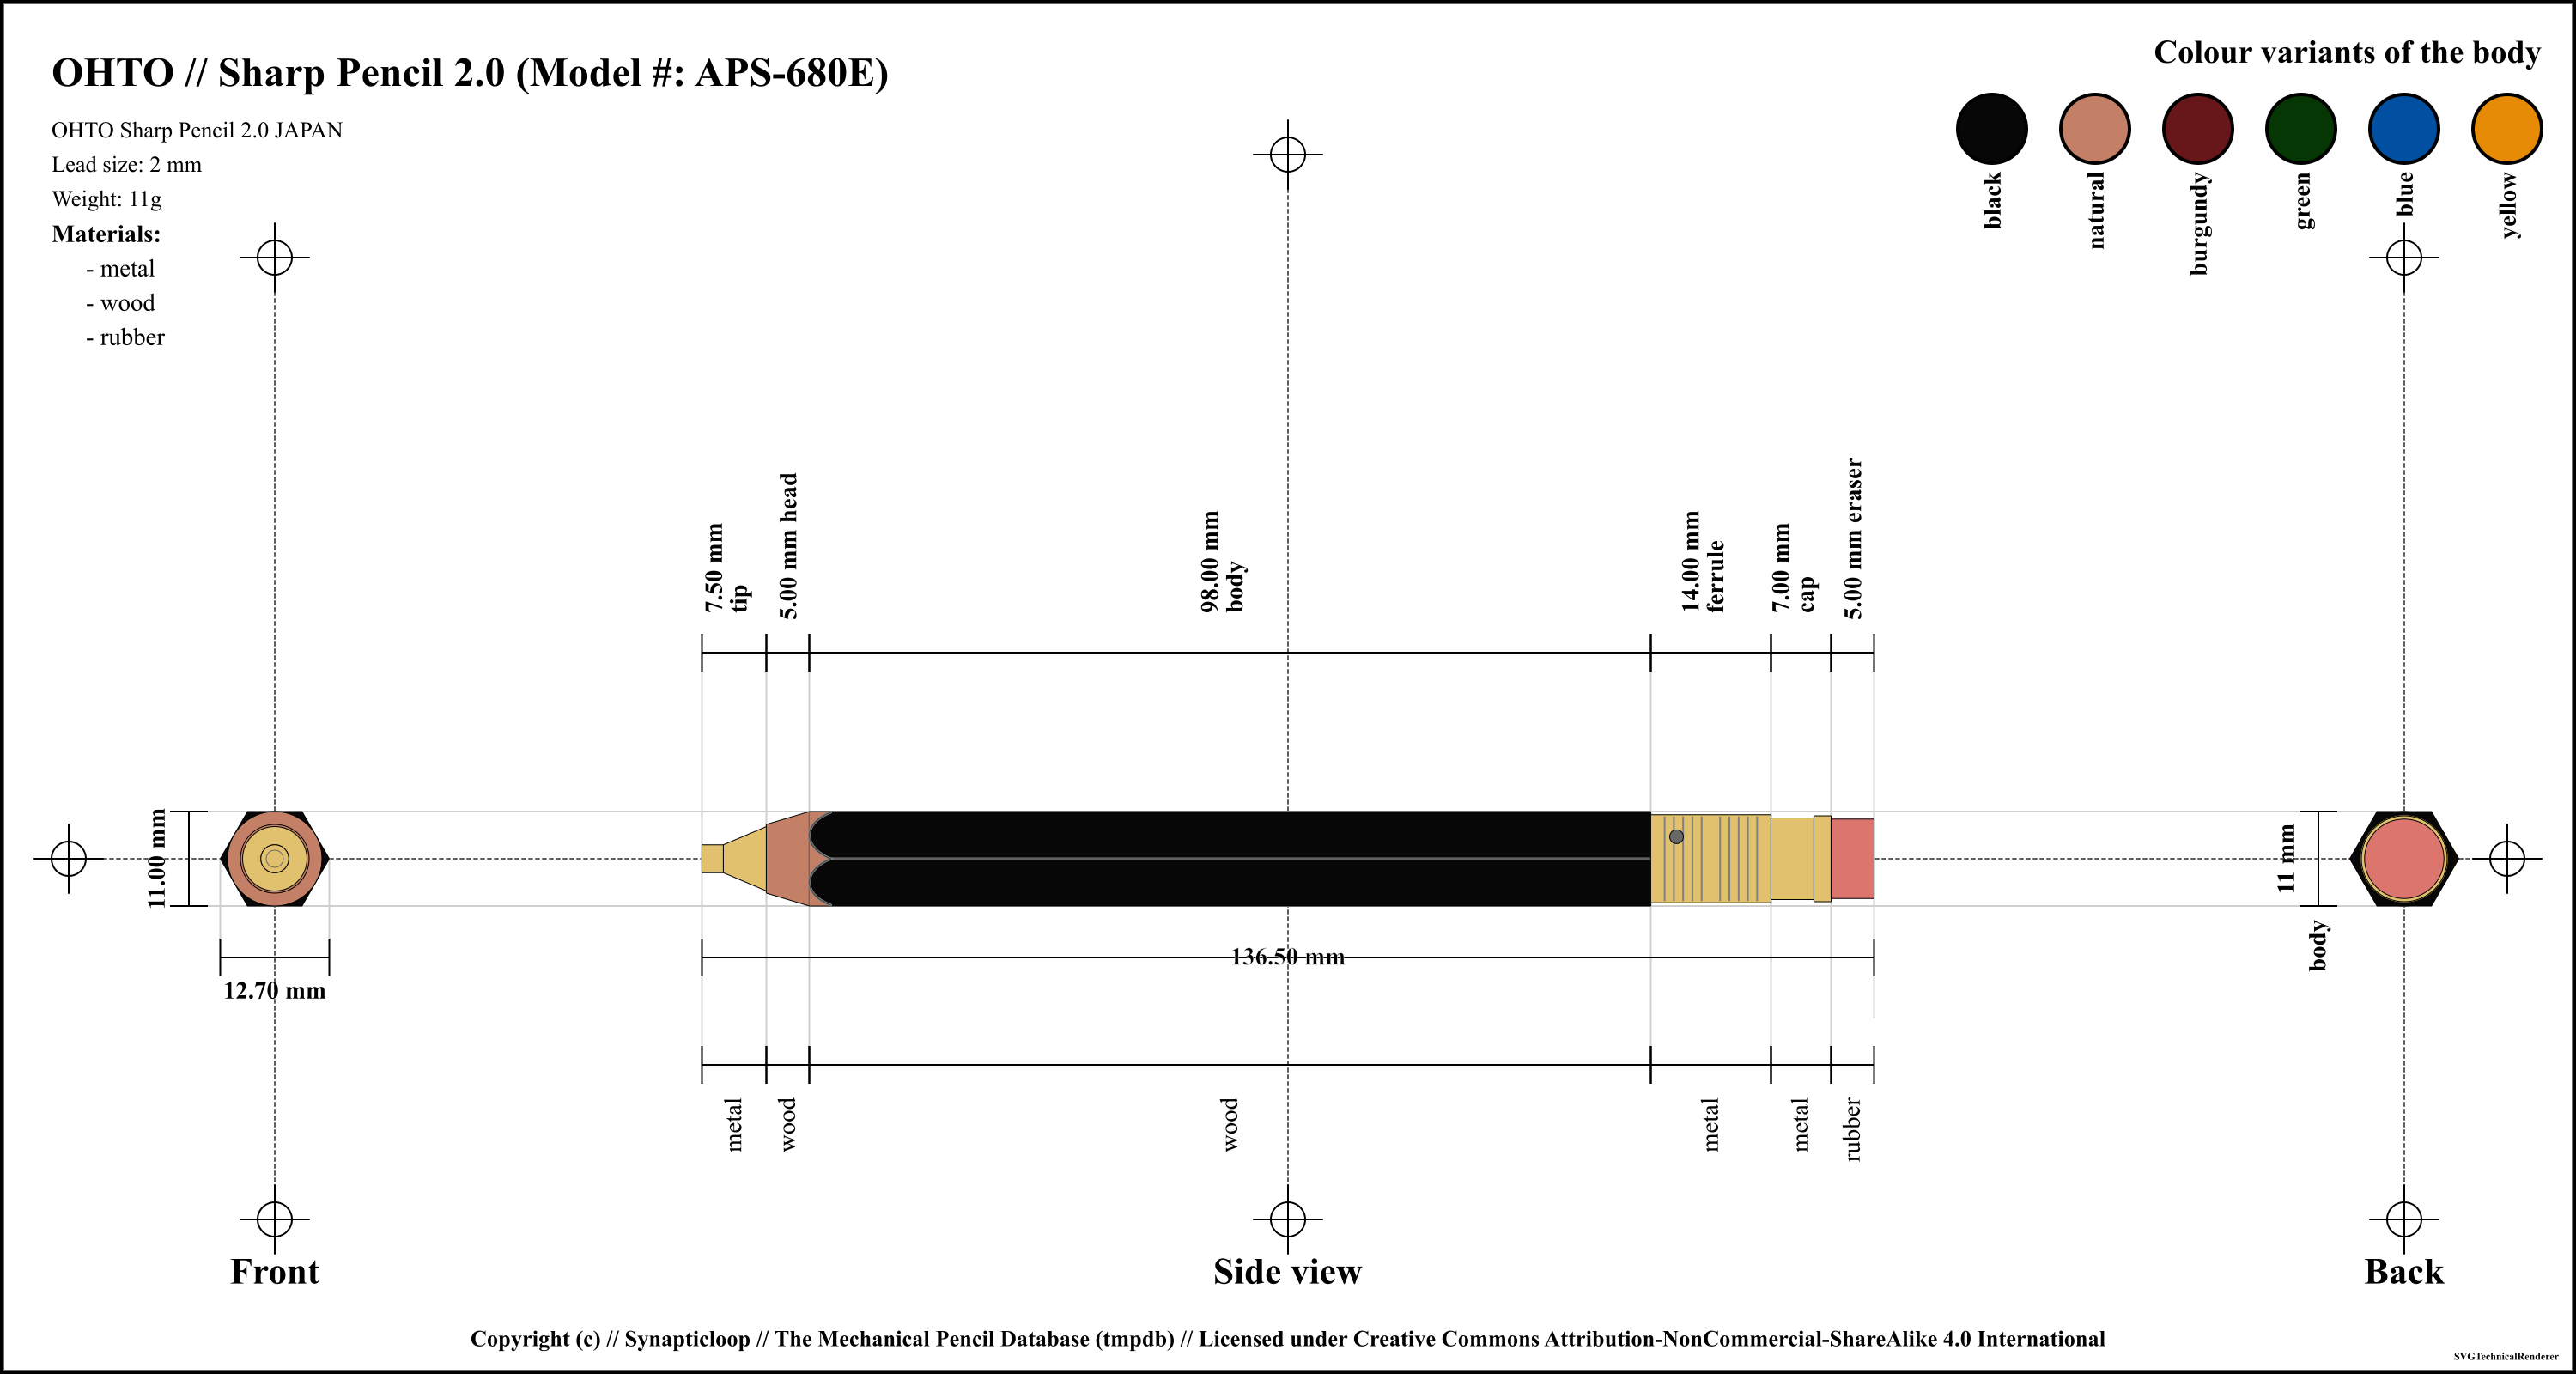 OHTO // Sharp Pencil 2.0 (Model #: APS-680E)
OHTO Sharp Pencil 2.0 JAPAN
Lead size: 2 mm
Weight: 11g
Materials:
- metal
- wood
- rubber
Colour variants of the body
black
natural
burgundy
green
blue
yellow
7.50 mm
tip
5.00 mm head
98.00 mm
body
14.00 mm
ferrule
7.00 mm
cap
5.00 mm eraser
11.00 mm
12.70 mm
136.50 mm
11 mm
body
metal
wood
wood
metal
metal
rubber
Front
Side view
Back
Copyright (c) // Synapticloop // The Mechanical Pencil Database (tmpdb) // Licensed under Creative Commons Attribution-NonCommercial-ShareAlike 4.0 International
SVGTechnicalRenderer